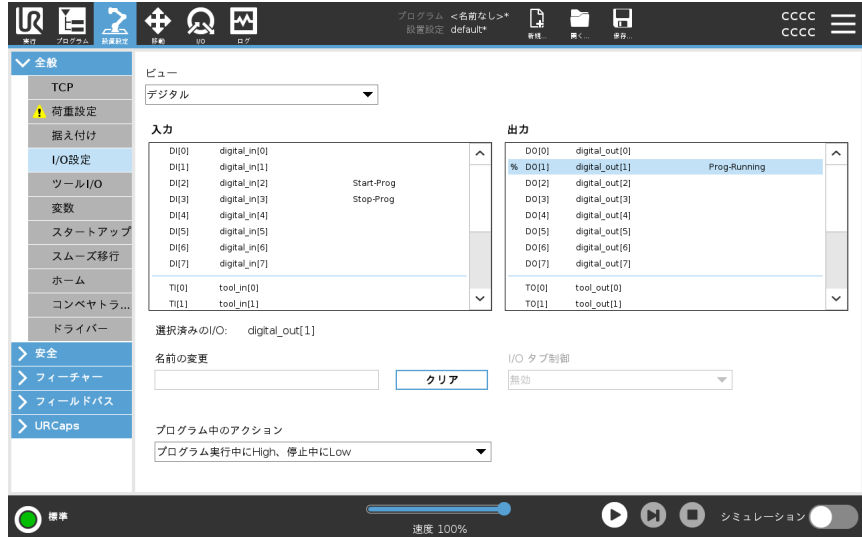 UR
実行 プログラム 設置設定 移動 I/O ログ
プログラム <名前なし>*
設置設定 default*
新規... 開く... 保存...
cccc
cccc
全般
TCP
荷重設定
据え付け
I/O設定
ツールI/O
変数
スタートアップ
スムーズ移行
ホーム
コンベヤトラ...
ドライバー
安全
フィーチャー
フィールドバス
URCaps
ビュー
デジタル
入力
DI[0] digital_in[0]
DI[1] digital_in[1]
DI[2] digital_in[2] Start-Prog
DI[3] digital_in[3] Stop-Prog
DI[4] digital_in[4]
DI[5] digital_in[5]
DI[6] digital_in[6]
DI[7] digital_in[7]
TI[0] tool_in[0]
TI[1] tool_in[1]
出力
DO[0] digital_out[0]
% DO[1] digital_out[1] Prog-Running
DO[2] digital_out[2]
DO[3] digital_out[3]
DO[4] digital_out[4]
DO[5] digital_out[5]
DO[6] digital_out[6]
DO[7] digital_out[7]
TO[0] tool_out[0]
TO[1] tool_out[1]
選択済みのI/O: digital_out[1]
名前の変更
クリア
I/O タブ制御
無効
プログラム中のアクション
プログラム実行中にHigh、停止中にLow
標準
速度 100%
シミュレーション